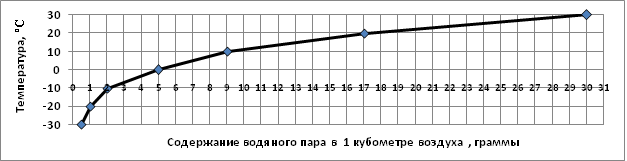 Температура, °C
30
20
10
0
-10
-20
-30
0 1 2 3 4 5 6 7 8 9 10 11 12 13 14 15 16 17 18 19 20 21 22 23 24 25 26 27 28 29 30 31
Содержание водяного пара в 1 кубометре воздуха , граммы